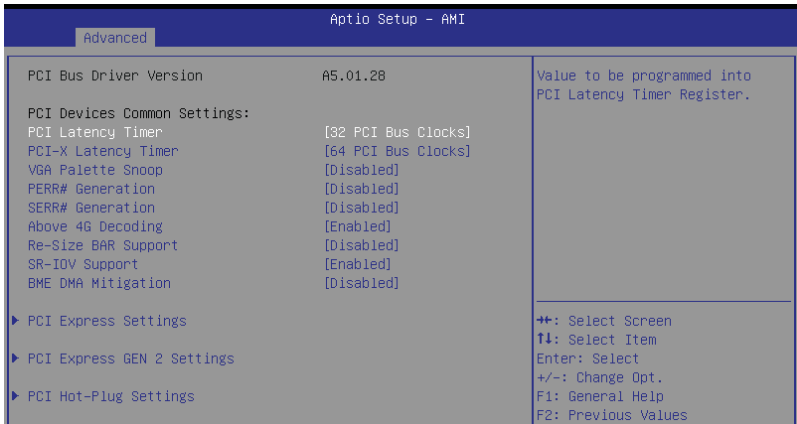 Aptio Setup – AMI
Advanced
PCI Bus Driver Version A5.01.28
PCI Devices Common Settings:
PCI Latency Timer [32 PCI Bus Clocks]
PCI-X Latency Timer [64 PCI Bus Clocks]
VGA Palette Snoop [Disabled]
PERR# Generation [Disabled]
SERR# Generation [Disabled]
Above 4G Decoding [Enabled]
Re-Size BAR Support [Disabled]
SR-IOV Support [Enabled]
BME DMA Mitigation [Disabled]
▶ PCI Express Settings
▶ PCI Express GEN 2 Settings
▶ PCI Hot-Plug Settings
Value to be programmed into
PCI Latency Timer Register.
→←: Select Screen
↑↓: Select Item
Enter: Select
+/-: Change Opt.
F1: General Help
F2: Previous Values